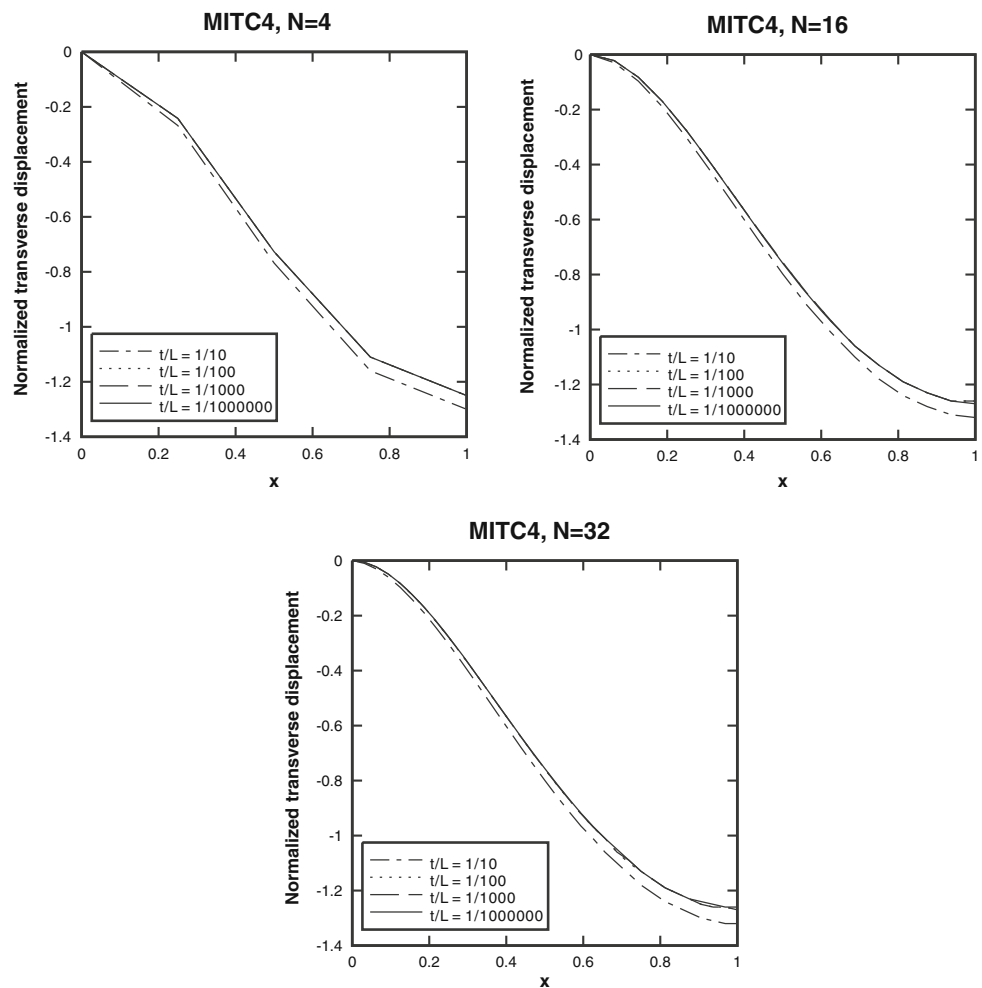 MITC4, N=4
Normalized transverse displacement
0
-0.2
-0.4
-0.6
-0.8
-1
-1.2
-1.4
t/L = 1/10
t/L = 1/100
t/L = 1/1000
t/L = 1/1000000
0
0.2
0.4
0.6
0.8
1
x
MITC4, N=16
Normalized transverse displacement
0
-0.2
-0.4
-0.6
-0.8
-1
-1.2
-1.4
t/L = 1/10
t/L = 1/100
t/L = 1/1000
t/L = 1/1000000
0
0.2
0.4
0.6
0.8
1
x
MITC4, N=32
Normalized transverse displacement
0
-0.2
-0.4
-0.6
-0.8
-1
-1.2
-1.4
t/L = 1/10
t/L = 1/100
t/L = 1/1000
t/L = 1/1000000
0
0.2
0.4
0.6
0.8
1
x